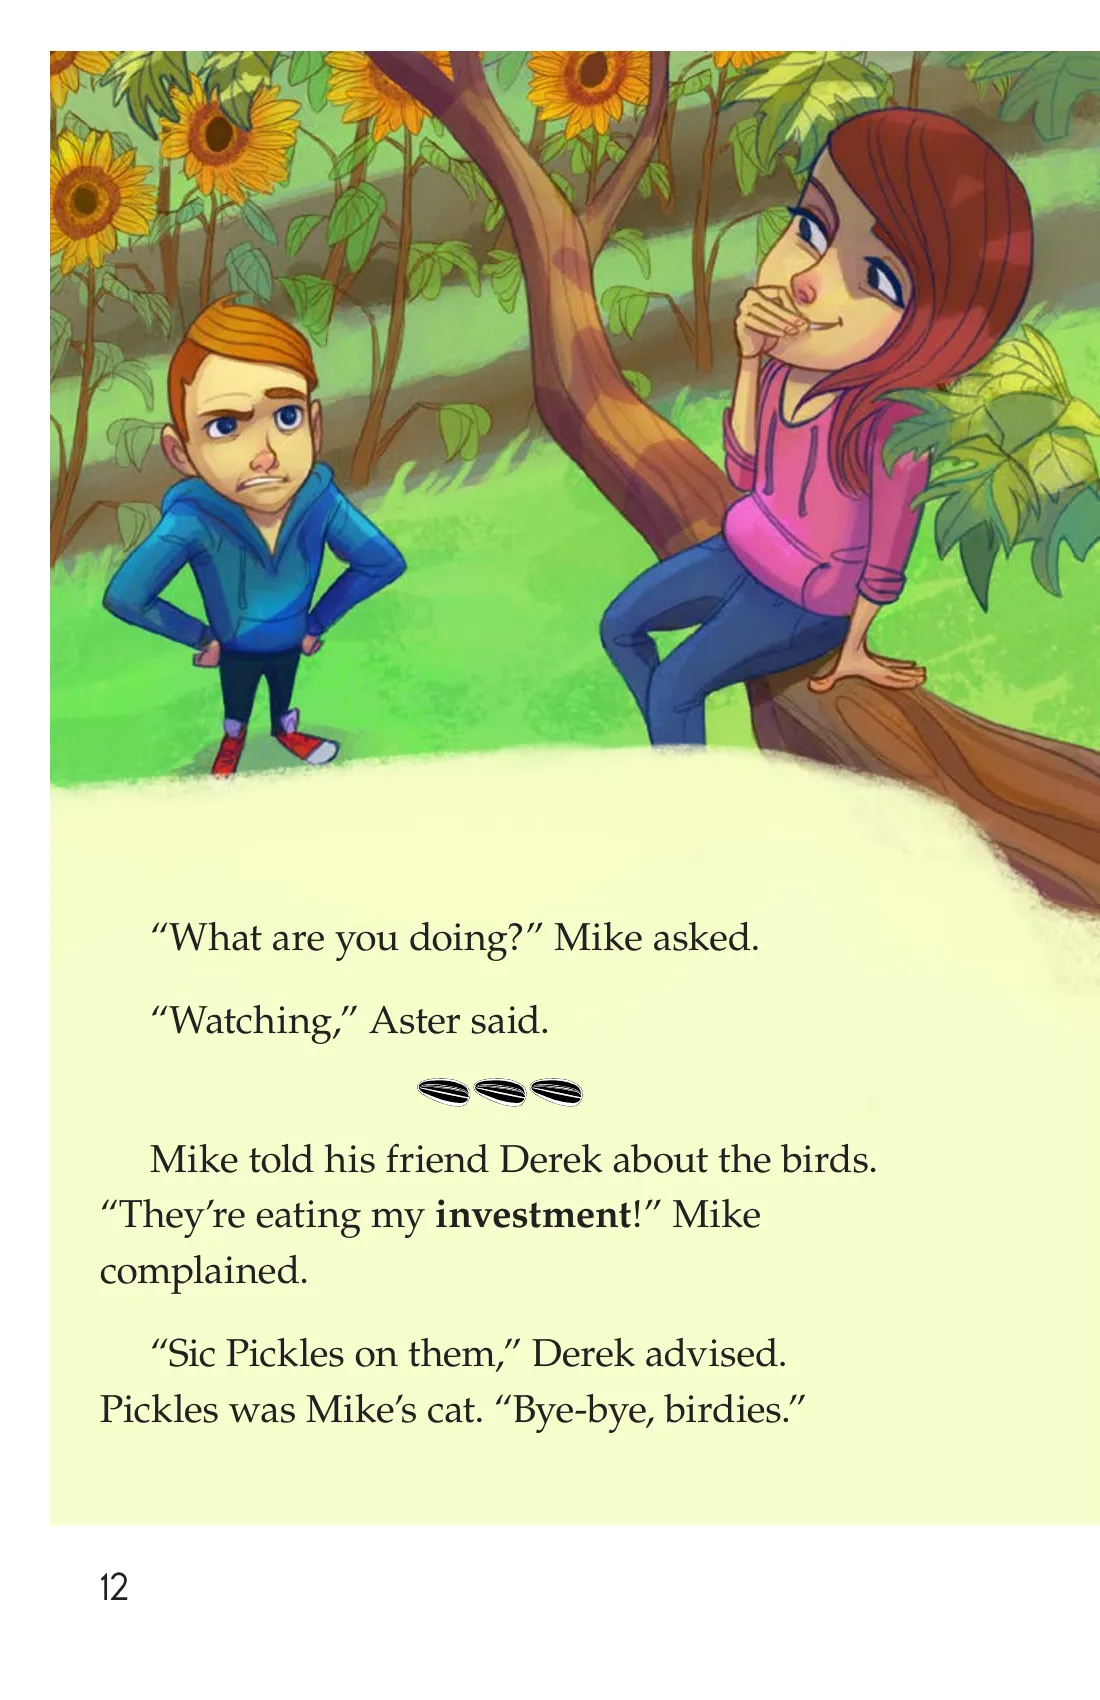 “What are you doing?” Mike asked.
“Watching,” Aster said.
Mike told his friend Derek about the birds.
“They’re eating my investment!” Mike
complained.
“Sic Pickles on them,” Derek advised.
Pickles was Mike’s cat. “Bye-bye, birdies.”
12